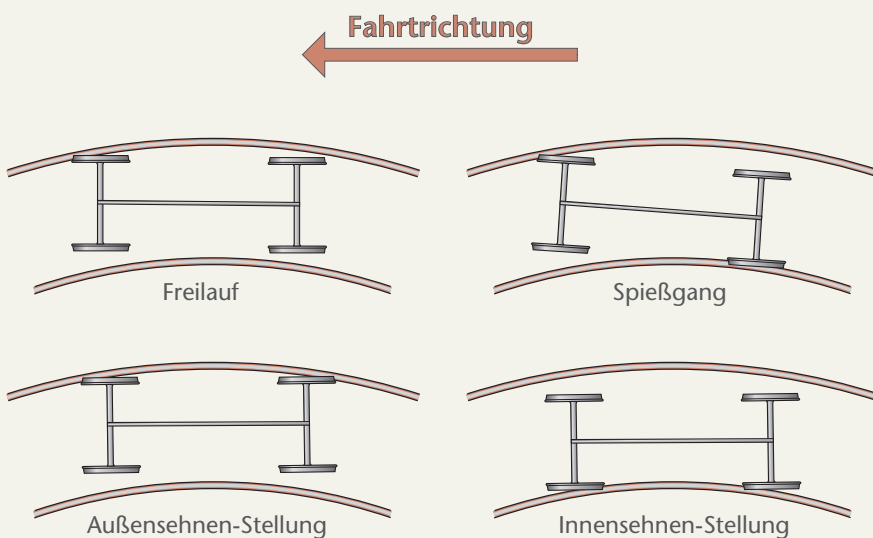 Fahrtrichtung
Freilauf
Spießgang
Außensehnen-Stellung
Innensehnen-Stellung